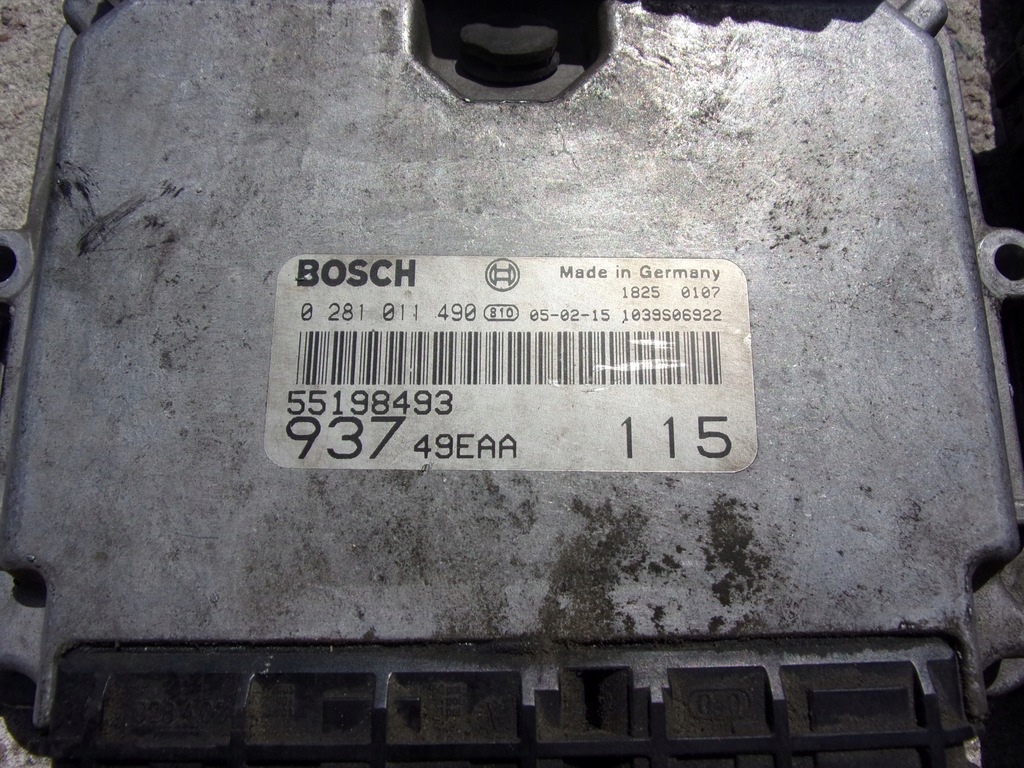 BOSCH Made in Germany
1825 0107
0 281 011 490 810 05-02-15 1039S06922
55198493
937 49EAA 115